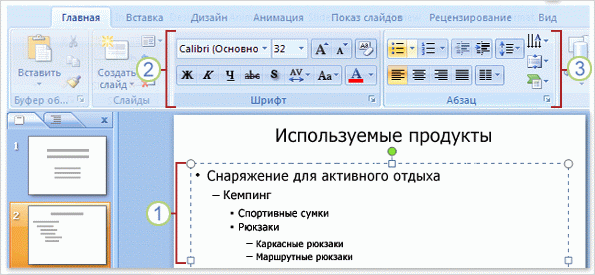 Главная Вставка Дизайн Анимация Показ слайдов Рецензирование Вид
Вставить
Буфер об...
Создать слайд
Слайды
2
Calibri (Основно 32 A A
Ж К Ч abc S AV Aa A
Шрифт
Абзац
3
1
2
Используемые продукты
1
• Снаряжение для активного отдыха
– Кемпинг
• Спортивные сумки
• Рюкзаки
– Каркасные рюкзаки
– Маршрутные рюкзаки